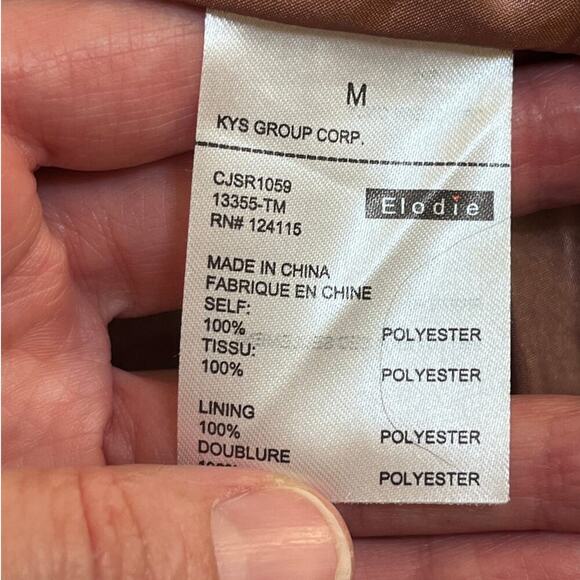 M
KYS GROUP CORP.
CJSR1059
13355-TM
RN# 124115
Elodie
MADE IN CHINA
FABRIQUE EN CHINE
SELF:
100% POLYESTER
TISSU:
100% POLYESTER
LINING
100% POLYESTER
DOUBLURE
POLYESTER